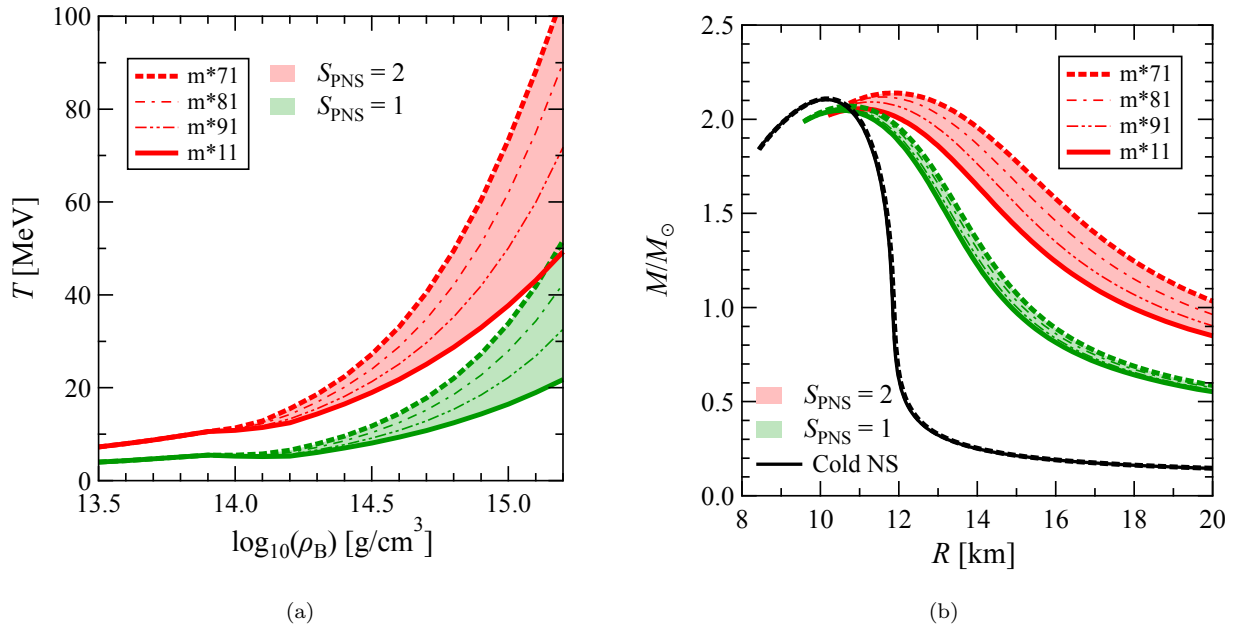 100
80
60
40
20
0
T [MeV]
13.5
14.0
14.5
15.0
log₁₀(ρ_B) [g/cm³]
m*71
m*81
m*91
m*11
S_PNS = 2
S_PNS = 1
(a)
2.5
2.0
1.5
1.0
0.5
0.0
M/M_⊙
8
10
12
14
16
18
20
R [km]
m*71
m*81
m*91
m*11
S_PNS = 2
S_PNS = 1
Cold NS
(b)